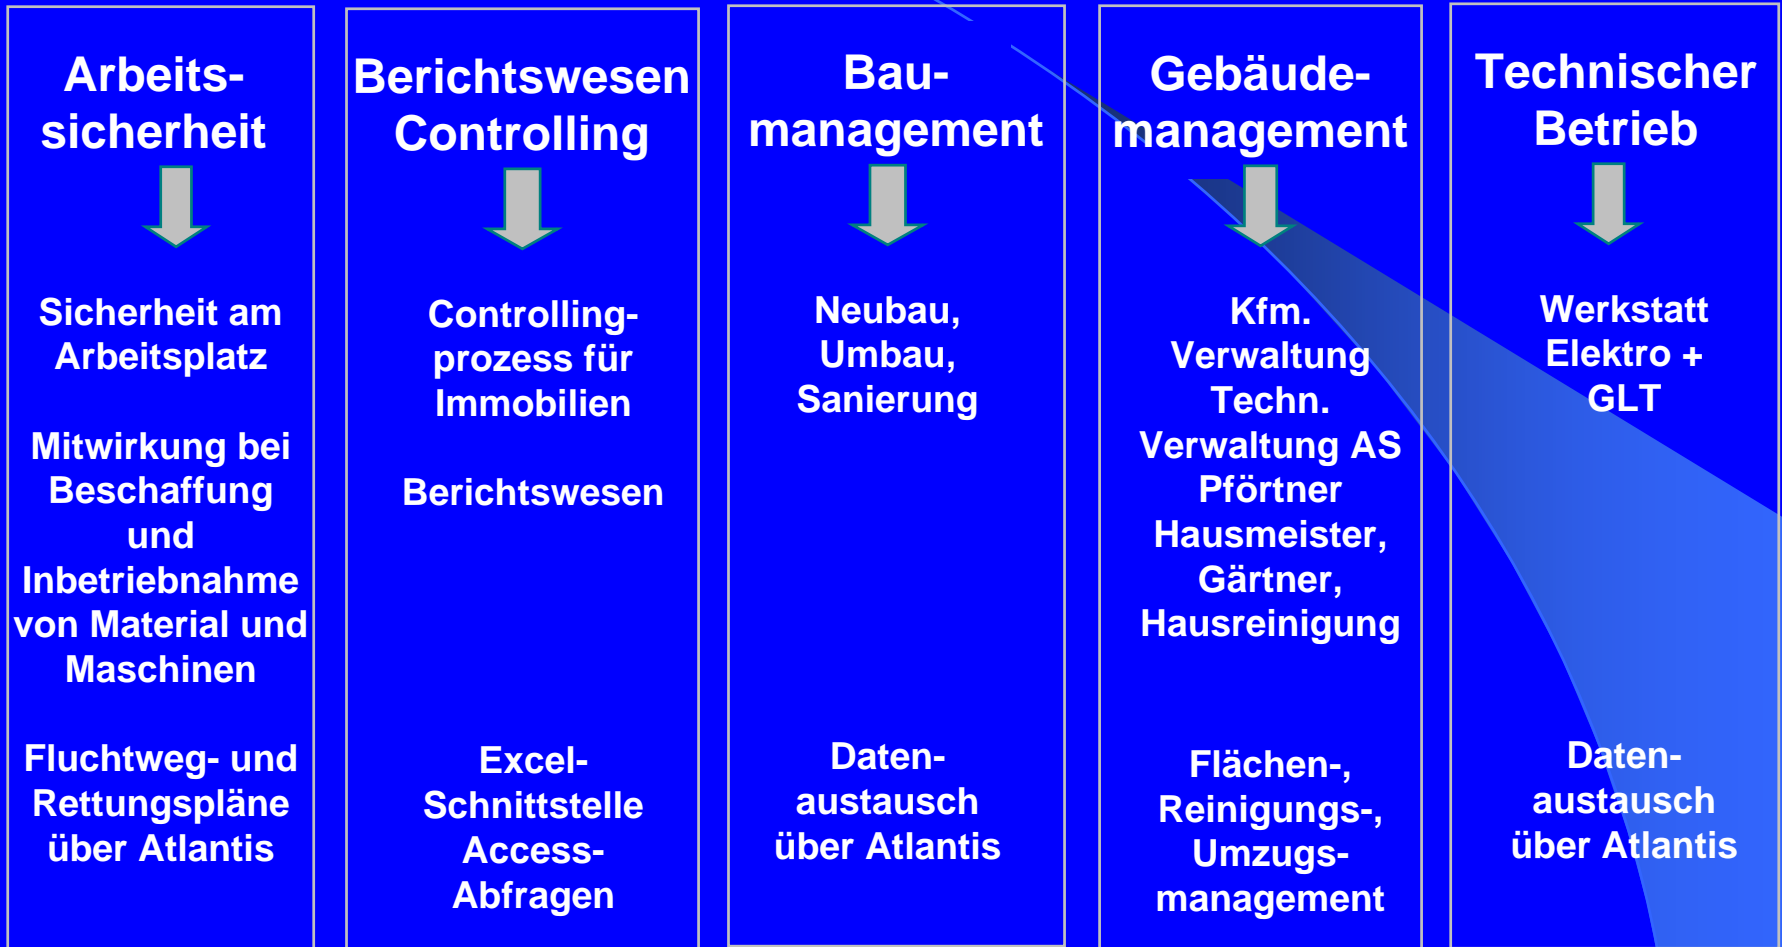 Arbeits-
sicherheit
Sicherheit am
Arbeitsplatz
Mitwirkung bei
Beschaffung
und
Inbetriebnahme
von Material und
Maschinen
Fluchtweg- und
Rettungspläne
über Atlantis
Berichtswesen
Controlling
Controlling-
prozess für
Immobilien
Berichtswesen
Excel-
Schnittstelle
Access-
Abfragen
Bau-
management
Neubau,
Umbau,
Sanierung
Daten-
austausch
über Atlantis
Gebäude-
management
Kfm.
Verwaltung
Techn.
Verwaltung AS
Pförtner
Hausmeister,
Gärtner,
Hausreinigung
Flächen-,
Reinigungs-,
Umzugs-
management
Technischer
Betrieb
Werkstatt
Elektro +
GLT
Daten-
austausch
über Atlantis